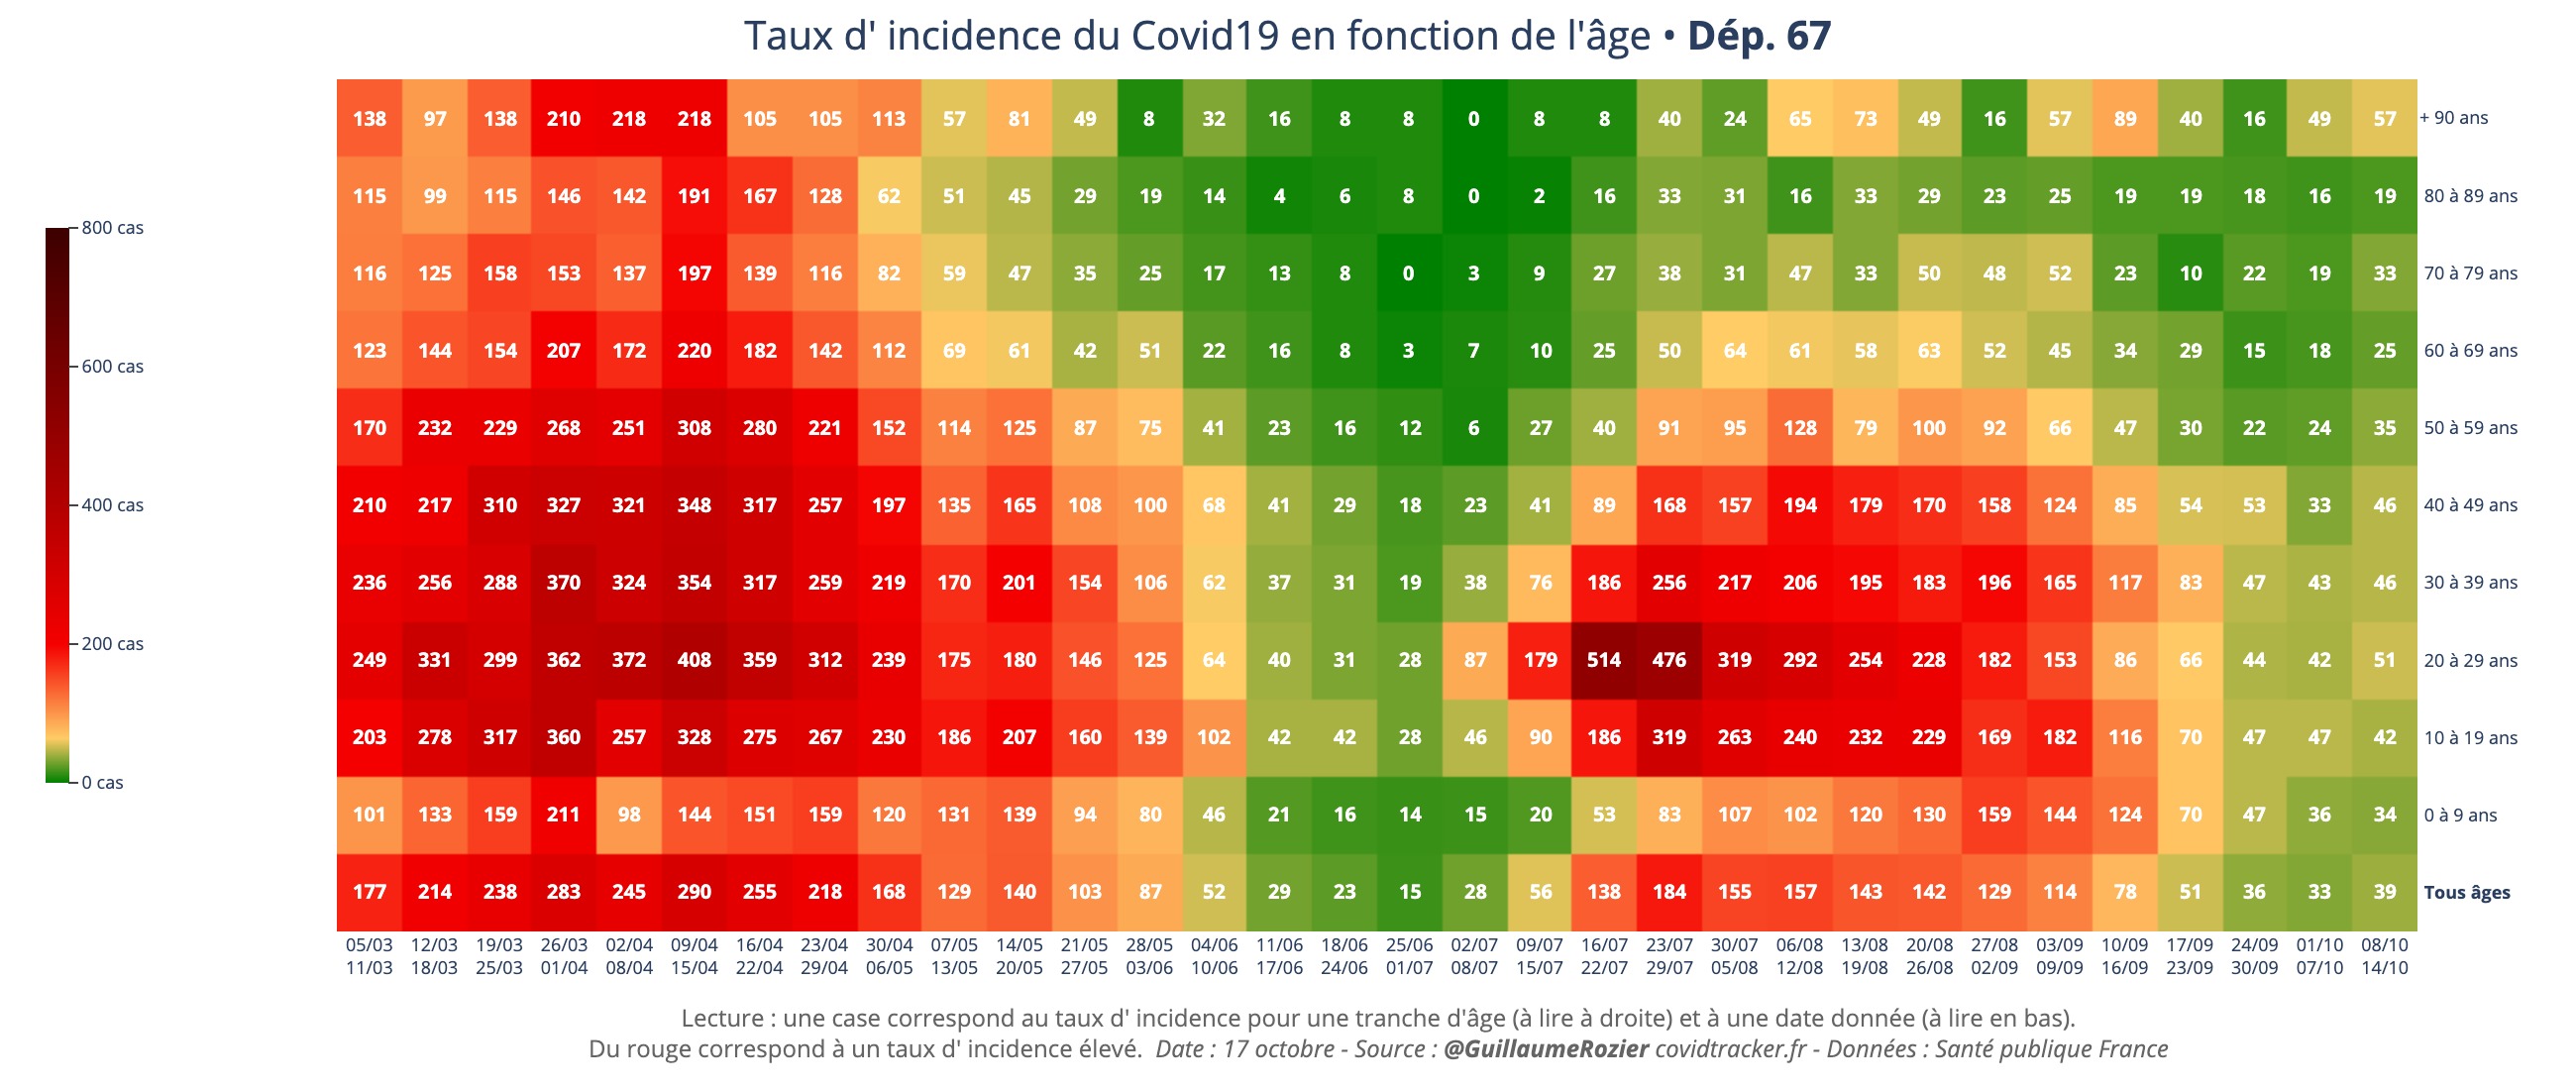 Taux d' incidence du Covid19 en fonction de l'âge • Dép. 67
138 97 138 210 218 218 105 105 113 57 81 49 8 32 16 8 8 0 8 8 40 24 65 73 49 16 57 89 40 16 49 57 + 90 ans
115 99 115 146 142 191 167 128 62 51 45 29 19 14 4 6 8 0 2 16 33 31 16 33 29 23 25 19 19 18 16 19 80 à 89 ans
800 cas
116 125 158 153 137 197 139 116 82 59 47 35 25 17 13 8 0 3 9 27 38 31 47 33 50 48 52 23 10 22 19 33 70 à 79 ans
123 144 154 207 172 220 182 142 112 69 61 42 51 22 16 8 3 7 10 25 50 64 61 58 63 52 45 34 29 15 18 25 60 à 69 ans
600 cas
170 232 229 268 251 308 280 221 152 114 125 87 75 41 23 16 12 6 27 40 91 95 128 79 100 92 66 47 30 22 24 35 50 à 59 ans
400 cas
210 217 310 327 321 348 317 257 197 135 165 108 100 68 41 29 18 23 41 89 168 157 194 179 170 158 124 85 54 53 33 46 40 à 49 ans
236 256 288 370 324 354 317 259 219 170 201 154 106 62 37 31 19 38 76 186 256 217 206 195 183 196 165 117 83 47 43 46 30 à 39 ans
200 cas
249 331 299 362 372 408 359 312 239 175 180 146 125 64 40 31 28 87 179 514 476 319 292 254 228 182 153 86 66 44 42 51 20 à 29 ans
203 278 317 360 257 328 275 267 230 186 207 160 139 102 42 42 28 46 90 186 319 263 240 232 229 169 182 116 70 47 47 42 10 à 19 ans
0 cas
101 133 159 211 98 144 151 159 120 131 139 94 80 46 21 16 14 15 20 53 83 107 102 120 130 159 144 124 70 47 36 34 0 à 9 ans
177 214 238 283 245 290 255 218 168 129 140 103 87 52 29 23 15 28 56 138 184 155 157 143 142 129 114 78 51 36 33 39 Tous âges
05/03 12/03 19/03 26/03 02/04 09/04 16/04 23/04 30/04 07/05 14/05 21/05 28/05 04/06 11/06 18/06 25/06 02/07 09/07 16/07 23/07 30/07 06/08 13/08 20/08 27/08 03/09 10/09 17/09 24/09 01/10 08/10
11/03 18/03 25/03 01/04 08/04 15/04 22/04 29/04 06/05 13/05 20/05 27/05 03/06 10/06 17/06 24/06 01/07 08/07 15/07 22/07 29/07 05/08 12/08 19/08 26/08 02/09 09/09 16/09 23/09 30/09 07/10 14/10
Lecture : une case correspond au taux d' incidence pour une tranche d'âge (à lire à droite) et à une date donnée (à lire en bas).
Du rouge correspond à un taux d' incidence élevé. Date : 17 octobre - Source : @GuillaumeRozier covidtracker.fr - Données : Santé publique France